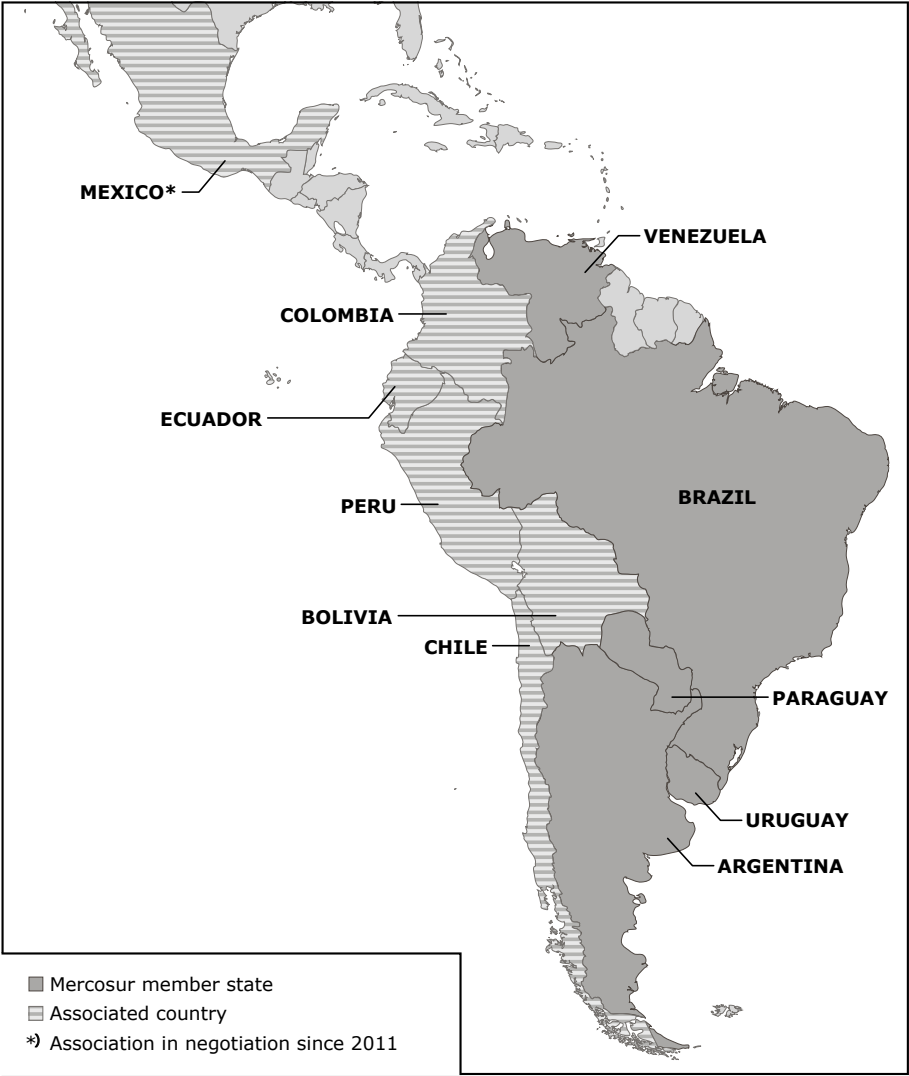 MEXICO*
VENEZUELA
COLOMBIA
ECUADOR
PERU
BRAZIL
BOLIVIA
CHILE
PARAGUAY
URUGUAY
ARGENTINA
Mercosur member state
Associated country
*) Association in negotiation since 2011